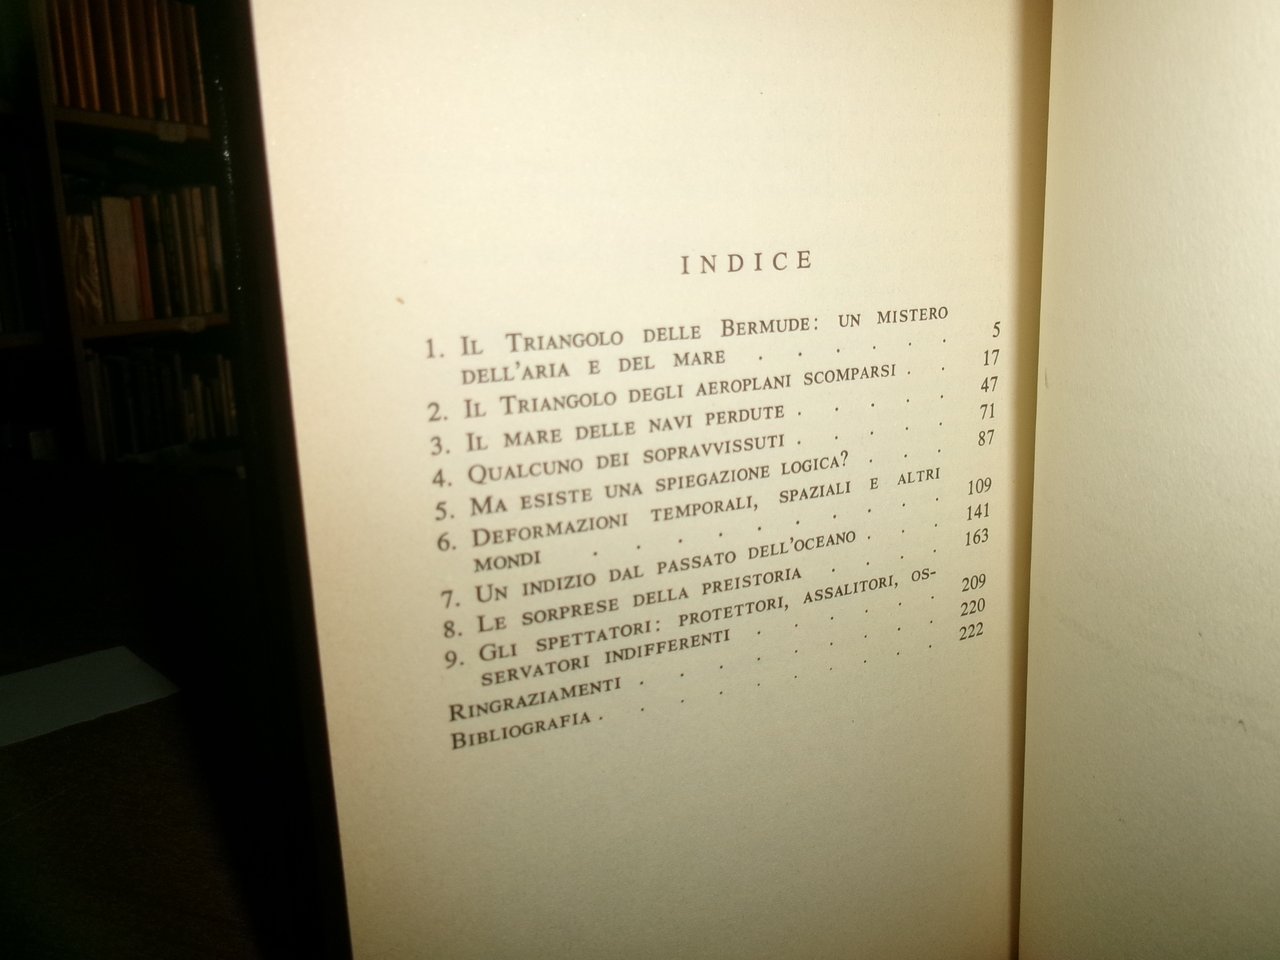 INDICE
1. Il Triangolo delle Bermude: un mistero
dell'aria e del mare . . . . . . 5
2. Il Triangolo degli aeroplani scomparsi . . 17
3. Il mare delle navi perdute . . . . . 47
4. Qualcuno dei sopravvissuti . . . . . 71
5. Ma esiste una spiegazione logica? . . . 87
6. Deformazioni temporali, spaziali e altri
mondi . . . . . . . . . 109
7. Un indizio dal passato dell'oceano . . . 141
8. Le sorprese della preistoria . . . . 163
9. Gli spettatori: protettori, assalitori, os-
servatori indifferenti . . . . . . 209
Ringraziamenti . . . . . . . . 220
Bibliografia . . . . . . . . . 222